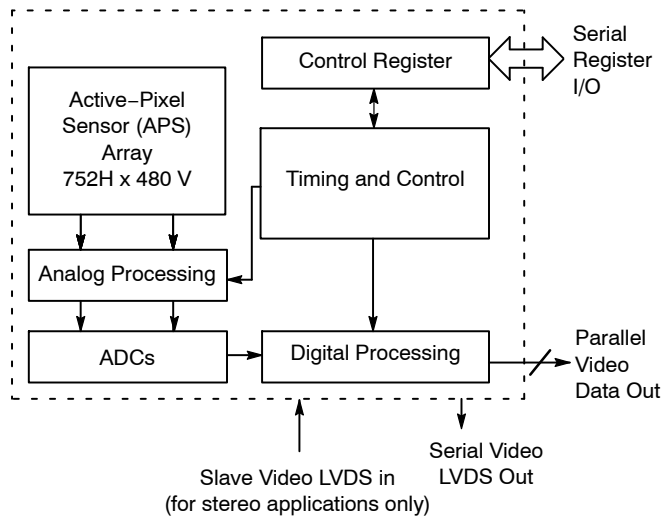 Control Register
Serial
Register
I/O
Active−Pixel
Sensor (APS)
Array
752H x 480 V
Timing and Control
Analog Processing
ADCs
Digital Processing
Parallel
Video
Data Out
Slave Video LVDS in
(for stereo applications only)
Serial Video
LVDS Out